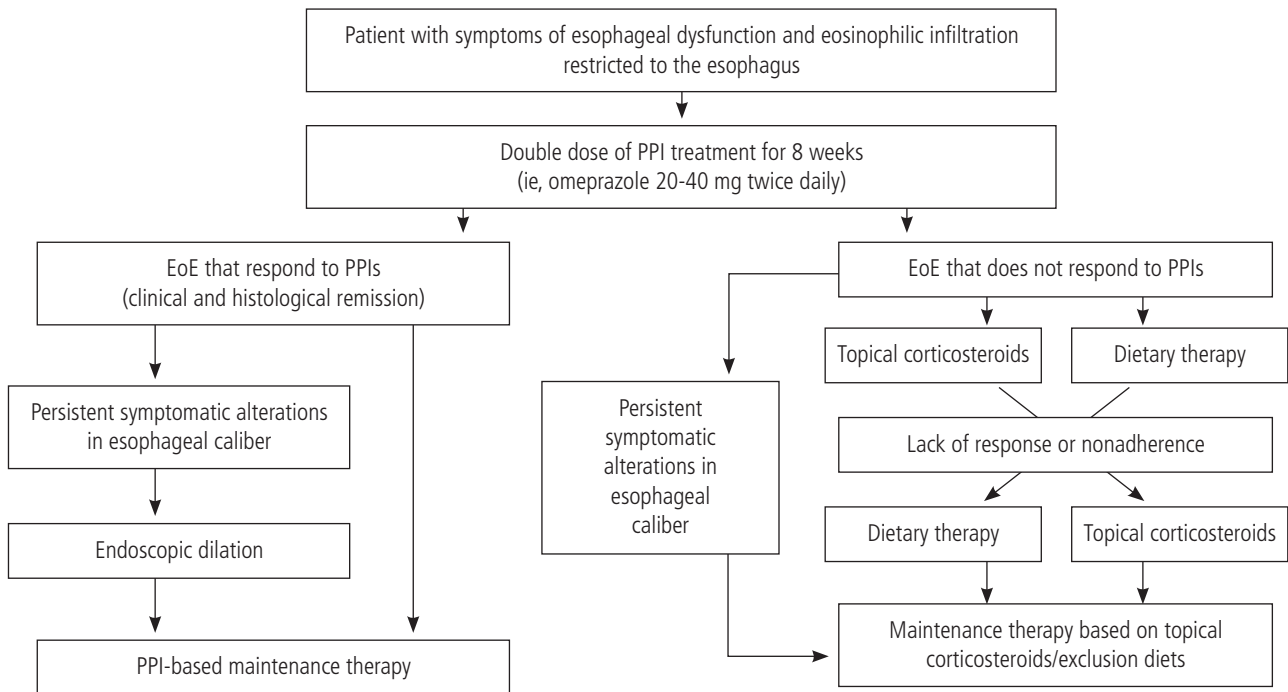 Patient with symptoms of esophageal dysfunction and eosinophilic infiltration
restricted to the esophagus
Double dose of PPI treatment for 8 weeks
(ie, omeprazole 20-40 mg twice daily)
EoE that respond to PPIs
(clinical and histological remission)
EoE that does not respond to PPIs
Topical corticosteroids
Dietary therapy
Persistent symptomatic alterations
in esophageal caliber
Persistent
symptomatic
alterations in
esophageal
caliber
Lack of response or nonadherence
Endoscopic dilation
Dietary therapy
Topical corticosteroids
PPI-based maintenance therapy
Maintenance therapy based on topical
corticosteroids/exclusion diets